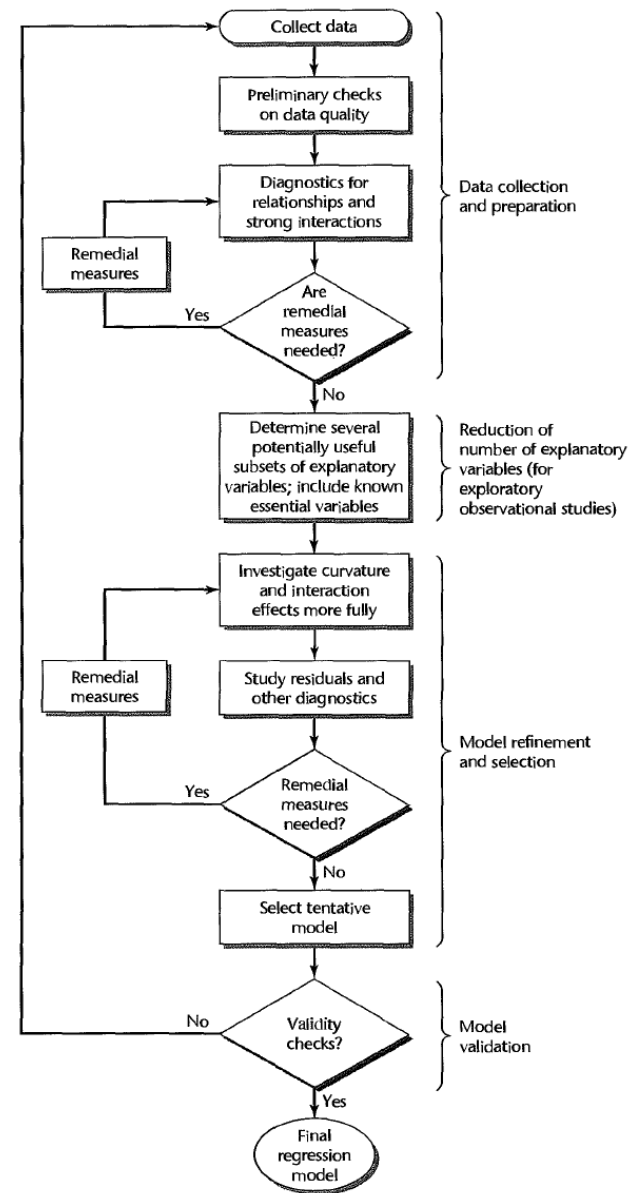 Collect data
Preliminary checks
on data quality
Diagnostics for
relationships and
strong interactions
Data collection
and preparation
Remedial
measures
Are
remedial
measures
needed?
Yes
No
Determine several
potentially useful
subsets of explanatory
variables; include known
essential variables
Reduction of
number of explanatory
variables (for
exploratory
observational studies)
Investigate curvature
and interaction
effects more fully
Remedial
measures
Study residuals and
other diagnostics
Model refinement
and selection
Yes
Remedial
measures
needed?
No
Select tentative
model
No
Validity
checks?
Model
validation
Yes
Final
regression
model